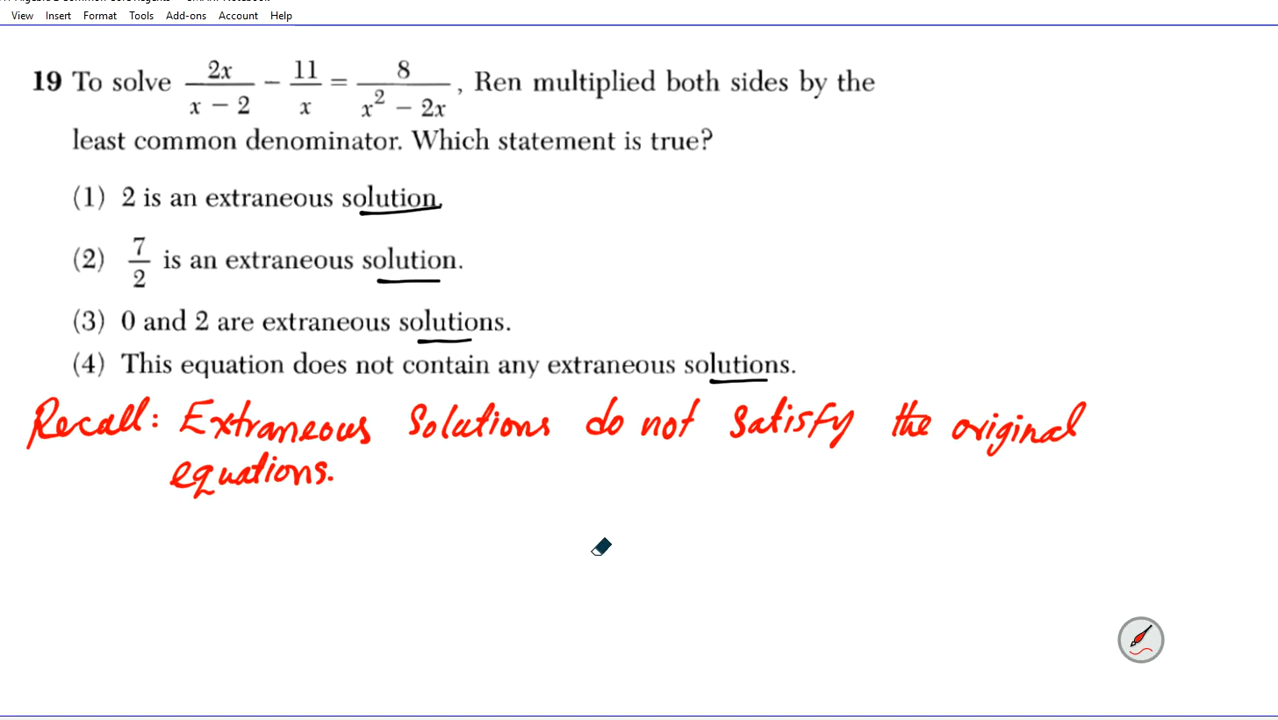 View Insert Format Tools Add-ons Account Help
19 To solve 2x/(x − 2) − 11/x = 8/(x² − 2x), Ren multiplied both sides by the
least common denominator. Which statement is true?
(1) 2 is an extraneous solution.
(2) 7/2 is an extraneous solution.
(3) 0 and 2 are extraneous solutions.
(4) This equation does not contain any extraneous solutions.
Recall: Extraneous Solutions do not satisfy the original
equations.